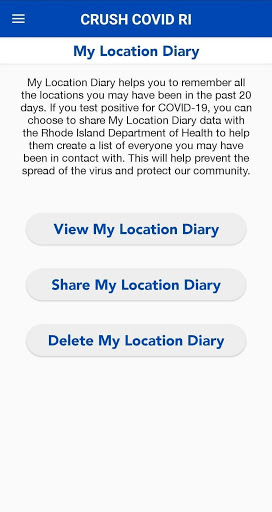 CRUSH COVID RI
My Location Diary
My Location Diary helps you to remember all
the locations you may have been in the past 20
days. If you test positive for COVID-19, you can
choose to share My Location Diary data with
the Rhode Island Department of Health to help
them create a list of everyone you may have
been in contact with. This will help prevent the
spread of the virus and protect our community.
View My Location Diary
Share My Location Diary
Delete My Location Diary